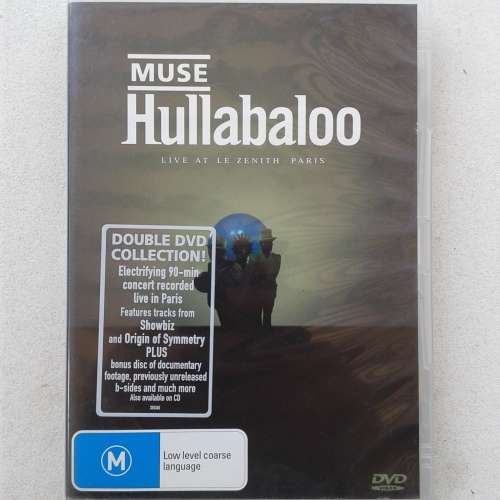 MUSE
Hullabaloo
LIVE AT LE ZENITH PARIS
DOUBLE DVD
COLLECTION!
Electrifying 90-min
concert recorded
live in Paris
Features tracks from
Showbiz
and Origin of Symmetry
PLUS
bonus disc of documentary
footage, previously unreleased
b-sides and much more
Also available on CD
M
Low level coarse
language
DVD
VIDEO